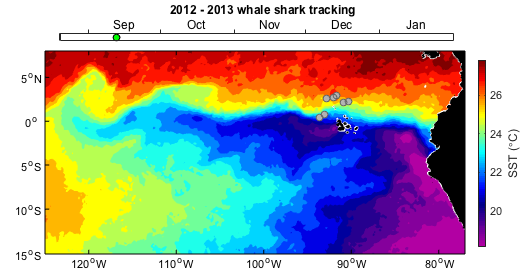 2012 - 2013 whale shark tracking
Sep Oct Nov Dec Jan
5°N
0°
5°S
10°S
15°S
120°W 110°W 100°W 90°W 80°W
26
24
22
20
SST (°C)